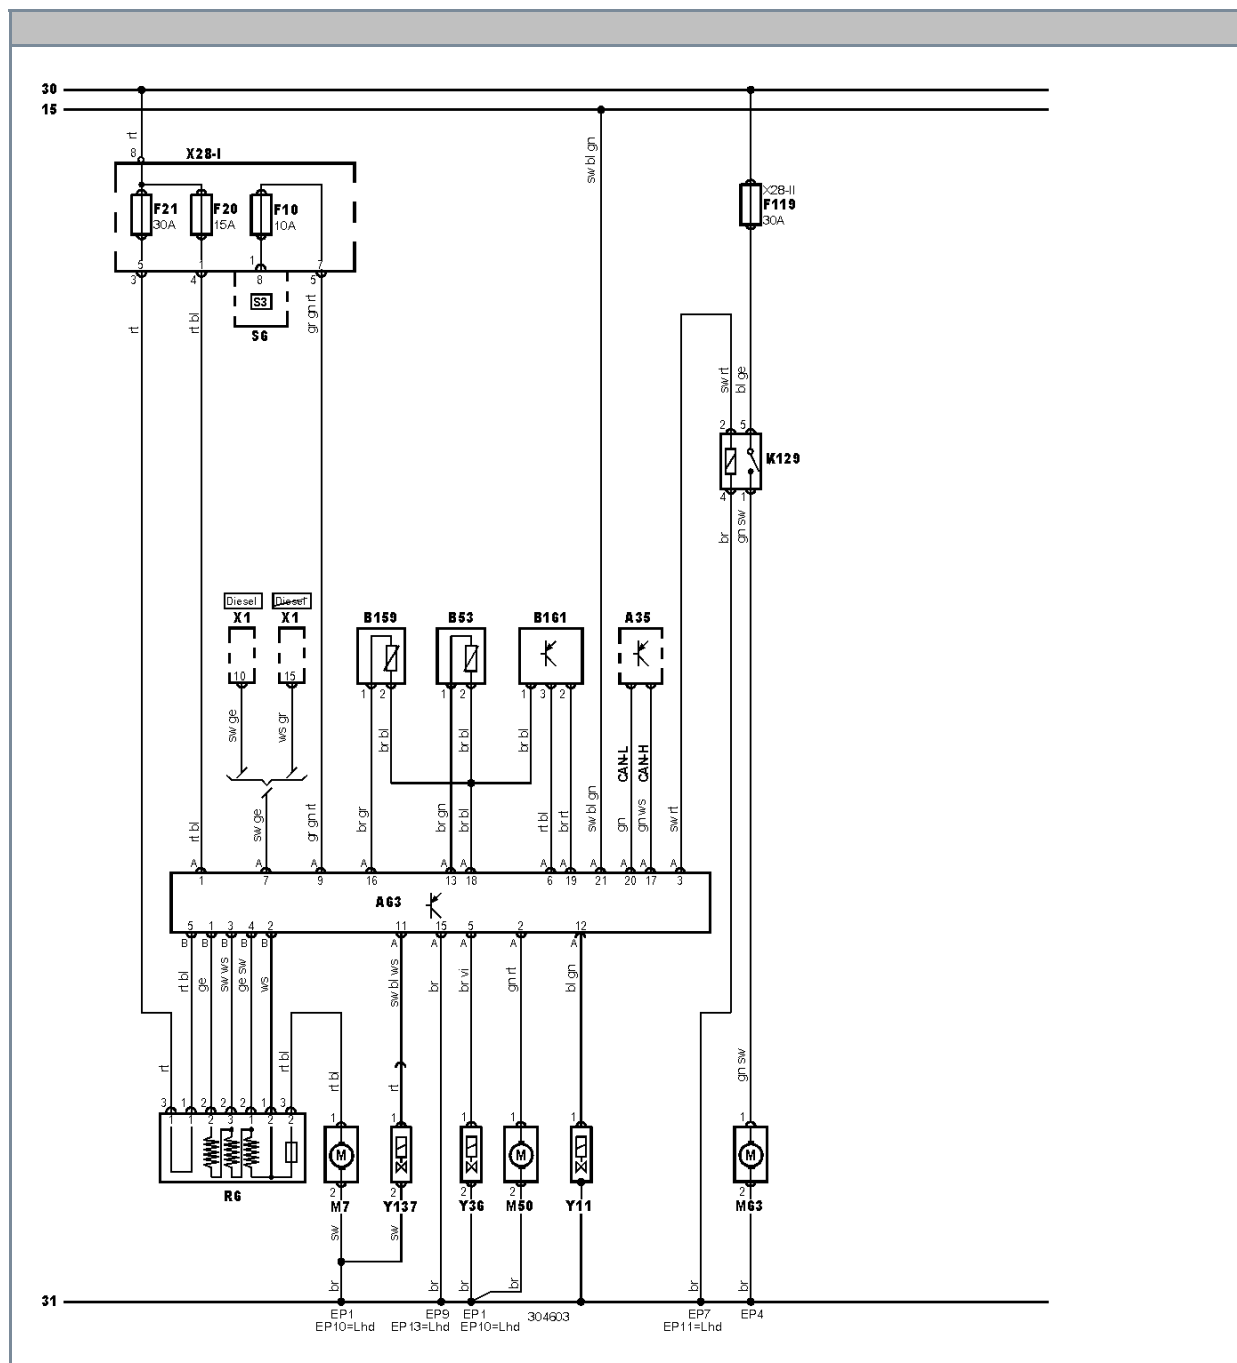 30
15
rt
8
X28-I
F21
30A
F20
15A
F10
10A
X28-II
F119
30A
sw bl gn
5
1
1
7
3
4
8
5
S3
S6
rt
rt bl
gr gn rt
sw rt
bl ge
2
5
K129
4
1
br
gn sw
Diesel
Diesel
X1
X1
B159
B53
B161
A35
10
15
1
2
1
2
1
3
2
sw ge
ws gr
br bl
br bl
br bl
CAN-L
CAN-H
rt bl
sw ge
gr gn rt
br gr
br gn
br bl
rt bl
br rt
sw bl gn
gn
gn ws
sw rt
A
A
A
A
A
A
A
A
A
A
1
7
9
16
13
18
6
19
21
20
17
3
A63
5
1
3
4
2
11
15
5
2
12
B
B
B
B
B
A
A
A
A
A
rt bl
ge
sw ws
ge sw
ws
sw bl ws
br
br vi
gn rt
bl gn
rt
rt bl
rt bl
rt
gn sw
3
1
2
2
2
1
3
1
1
2
3
1
2
2
R6
1
M
2
M7
1
2
Y137
1
2
Y36
1
M
2
M50
1
Y11
1
M
2
M63
sw
sw
br
br
br
br
br
br
31
EP1
EP10=Lhd
EP9
EP13=Lhd
EP1
EP10=Lhd
304603
EP7
EP11=Lhd
EP4